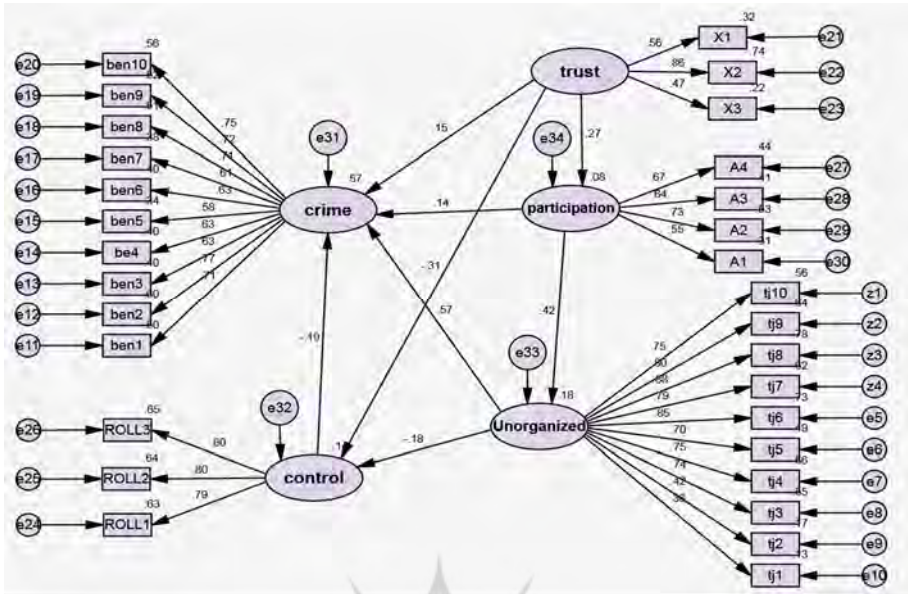 e20 ben10 .56
e19 ben9
e18 ben8
e17 ben7
e16 ben6
e15 ben5
e14 be4
e13 ben3
e12 ben2
e11 ben1
.75
.72
.71
.61
.63
.58
.63
.63
.77
.71
e31
crime
.57
trust
.56
.86
.47
X1 .32 e21
X2 .74 e22
X3 .22 e23
.15
.27
e34
.08
participation
.14
.67
.64
.73
.55
A4 .44 e27
A3 e28
A2 e29
A1 e30
-.31
.57
.42
-.19
e33
.18
Unorganized
.75
.80
.88
.79
.85
.70
.75
.74
.42
tj10 .56 z1
tj9 z2
tj8 .78 z3
tj7 z4
tj6 e5
tj5 e6
tj4 e7
tj3 e8
tj2 e9
tj1 e10
-.18
e32
control
.80
.80
.79
e26 ROLL3 .65
e25 ROLL2 .64
e24 ROLL1 .63